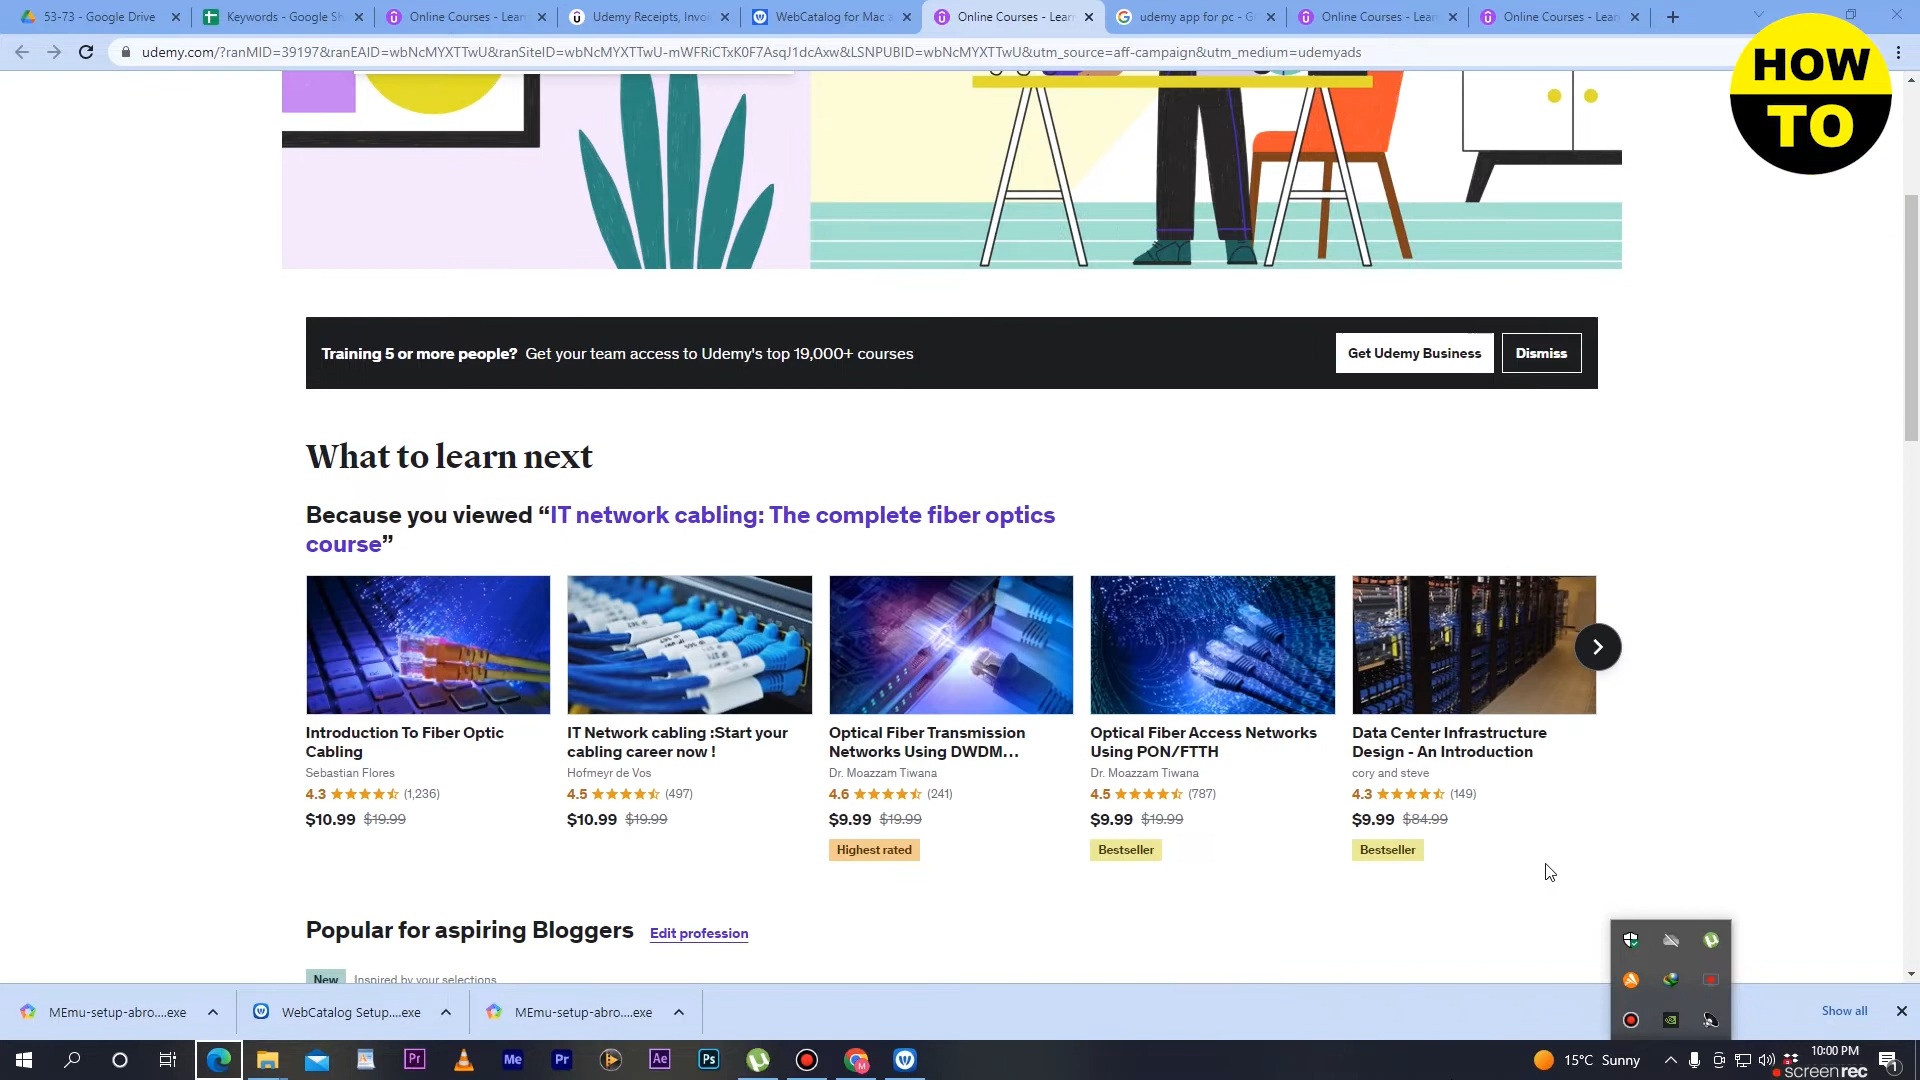 53-73 - Google Drive
Keywords - Google Sh
Online Courses - Lear
Udemy Receipts, Invoi
WebCatalog for Mac a
Online Courses - Lear
udemy app for pc - G
Online Courses - Lear
Online Courses - Lear
udemy.com/?ranMID=39197&ranEAID=wbNcMYXTTwU&ranSiteID=wbNcMYXTTwU-mWFRiCTxK0F7AsqJ1dcAxw&LSNPUBID=wbNcMYXTTwU&utm_source=aff-campaign&utm_medium=udemyads
HOW
TO
Training 5 or more people? Get your team access to Udemy's top 19,000+ courses
Get Udemy Business
Dismiss
What to learn next
Because you viewed “IT network cabling: The complete fiber optics
course”
Introduction To Fiber Optic
Cabling
Sebastian Flores
4.3 (1,236)
$10.99 $19.99
IT Network cabling :Start your
cabling career now !
Hofmeyr de Vos
4.5 (497)
$10.99 $19.99
Optical Fiber Transmission
Networks Using DWDM...
Dr. Moazzam Tiwana
4.6 (241)
$9.99 $19.99
Highest rated
Optical Fiber Access Networks
Using PON/FTTH
Dr. Moazzam Tiwana
4.5 (787)
$9.99 $19.99
Bestseller
Data Center Infrastructure
Design - An Introduction
cory and steve
4.3 (149)
$9.99 $84.99
Bestseller
Popular for aspiring Bloggers Edit profession
New Inspired by your selections
MEmu-setup-abro....exe
WebCatalog Setup....exe
MEmu-setup-abro....exe
Show all
Pr
Me
Pr
Ae
Ps
M
15°C Sunny
10:00 PM
screenrec
1